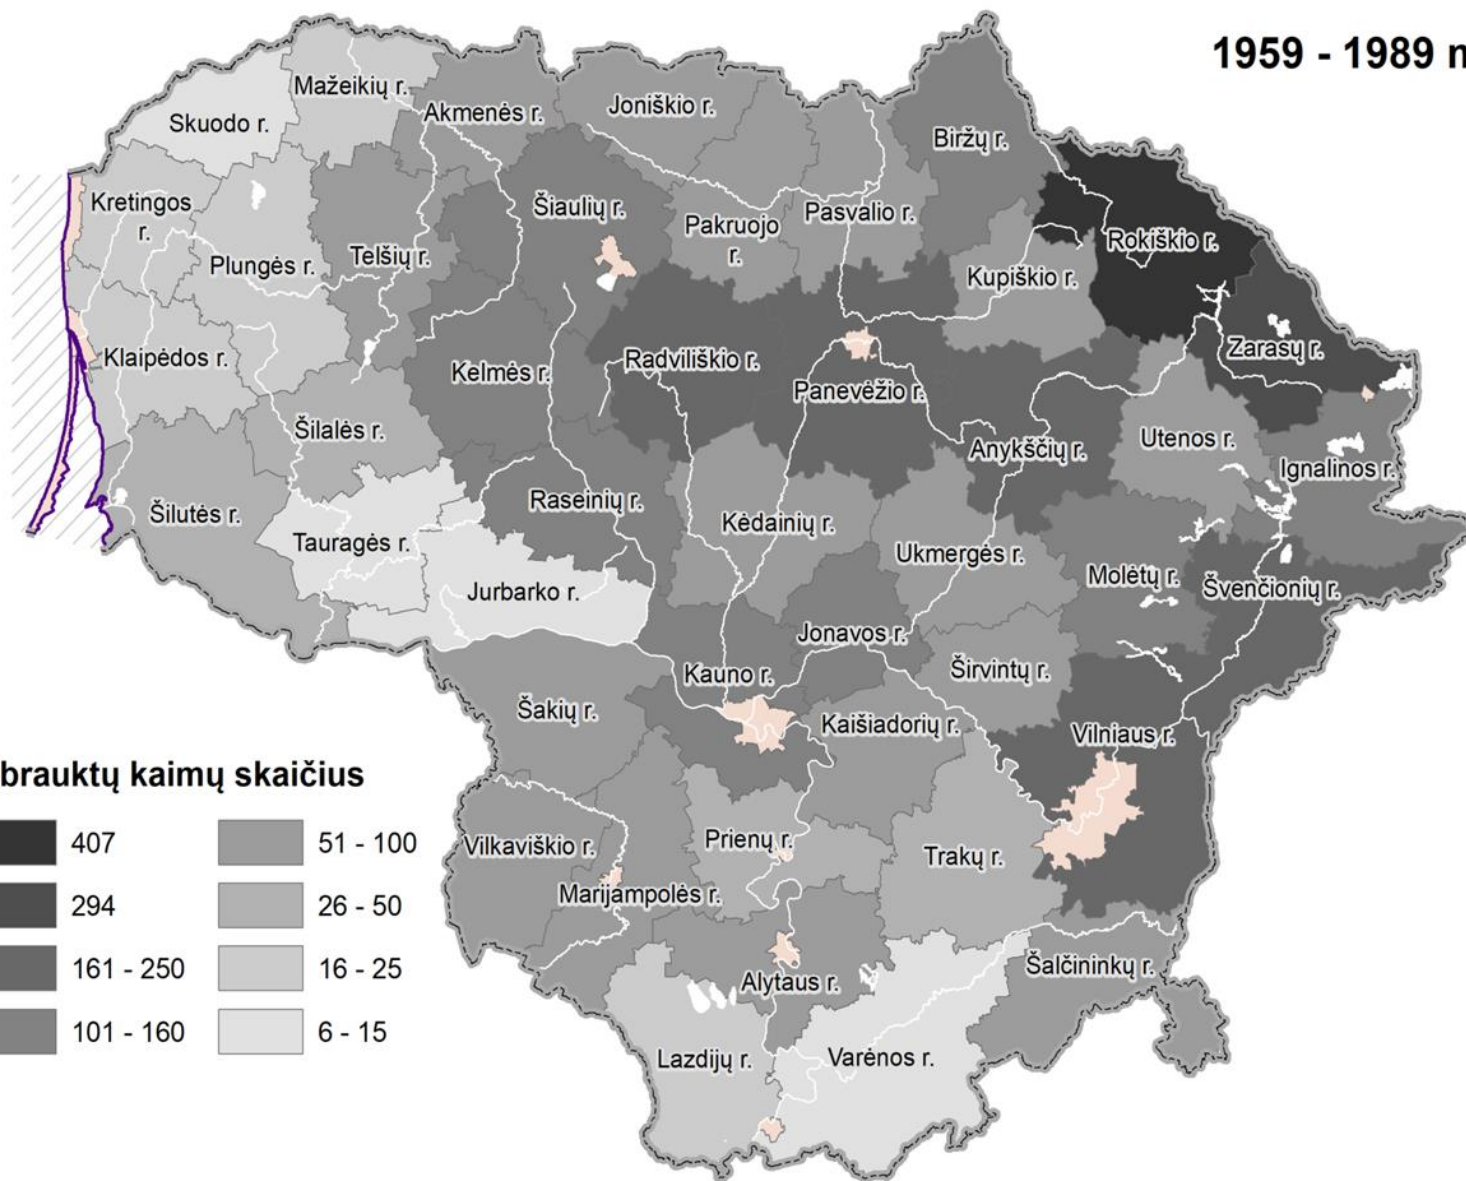 1959 - 1989 n
Mažeikių r.
Skuodo r.
Akmenės r.
Joniškio r.
Biržų r.
Kretingos
r.
Šiaulių r.
Pakruojo
r.
Pasvalio r.
Rokiškio r.
Plungės r.
Telšių r.
Kupiškio r.
Klaipėdos r.
Kelmės r.
Radviliškio r.
Panevėžio r.
Zarasų r.
Šilalės r.
Anykščių r.
Utenos r.
Ignalinos r.
Šilutės r.
Tauragės r.
Raseinių r.
Kėdainių r.
Ukmergės r.
Jurbarko r.
Molėtų r.
Švenčionių r.
Jonavos r.
Kauno r.
Širvintų r.
Šakių r.
Kaišiadorių r.
Vilniaus r.
brauktų kaimų skaičius
407
51 - 100
294
26 - 50
161 - 250
16 - 25
101 - 160
6 - 15
Vilkaviškio r.
Prienų r.
Trakų r.
Marijampolės r.
Alytaus r.
Šalčininkų r.
Lazdijų r.
Varėnos r.